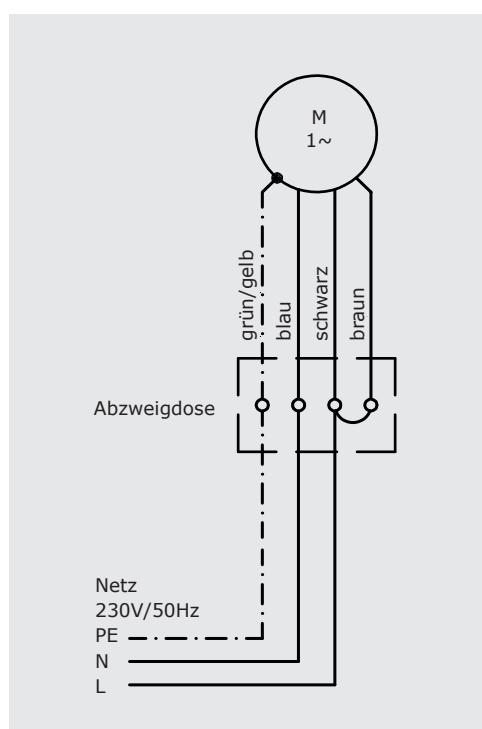 M
1~
grün/gelb
blau
schwarz
braun
Abzweigdose
Netz
230V/50Hz
PE
N
L